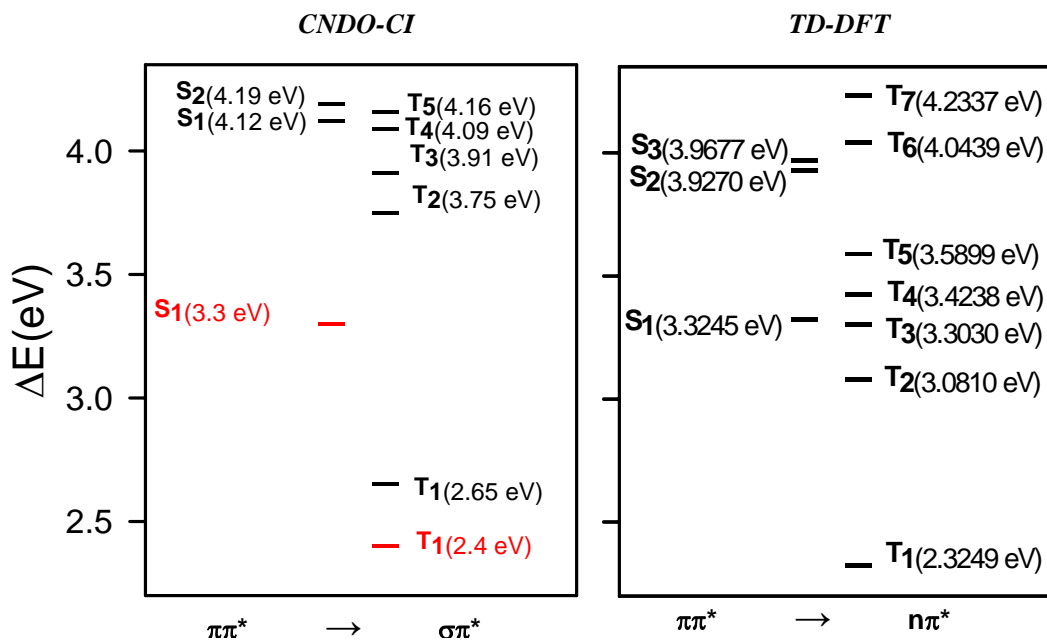 CNDO-CI
TD-DFT
ΔE(eV)
4.0
3.5
3.0
2.5
S2(4.19 eV)
S1(4.12 eV)
S1(3.3 eV)
T5(4.16 eV)
T4(4.09 eV)
T3(3.91 eV)
T2(3.75 eV)
T1(2.65 eV)
T1(2.4 eV)
ππ* → σπ*
S3(3.9677 eV)
S2(3.9270 eV)
S1(3.3245 eV)
T7(4.2337 eV)
T6(4.0439 eV)
T5(3.5899 eV)
T4(3.4238 eV)
T3(3.3030 eV)
T2(3.0810 eV)
T1(2.3249 eV)
ππ* → nπ*